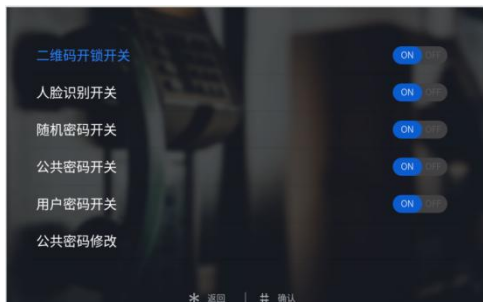 二维码开锁开关 ON OFF
人脸识别开关 ON OFF
随机密码开关 ON OFF
公共密码开关 ON OFF
用户密码开关 ON OFF
公共密码修改
* 返回 | # 确认